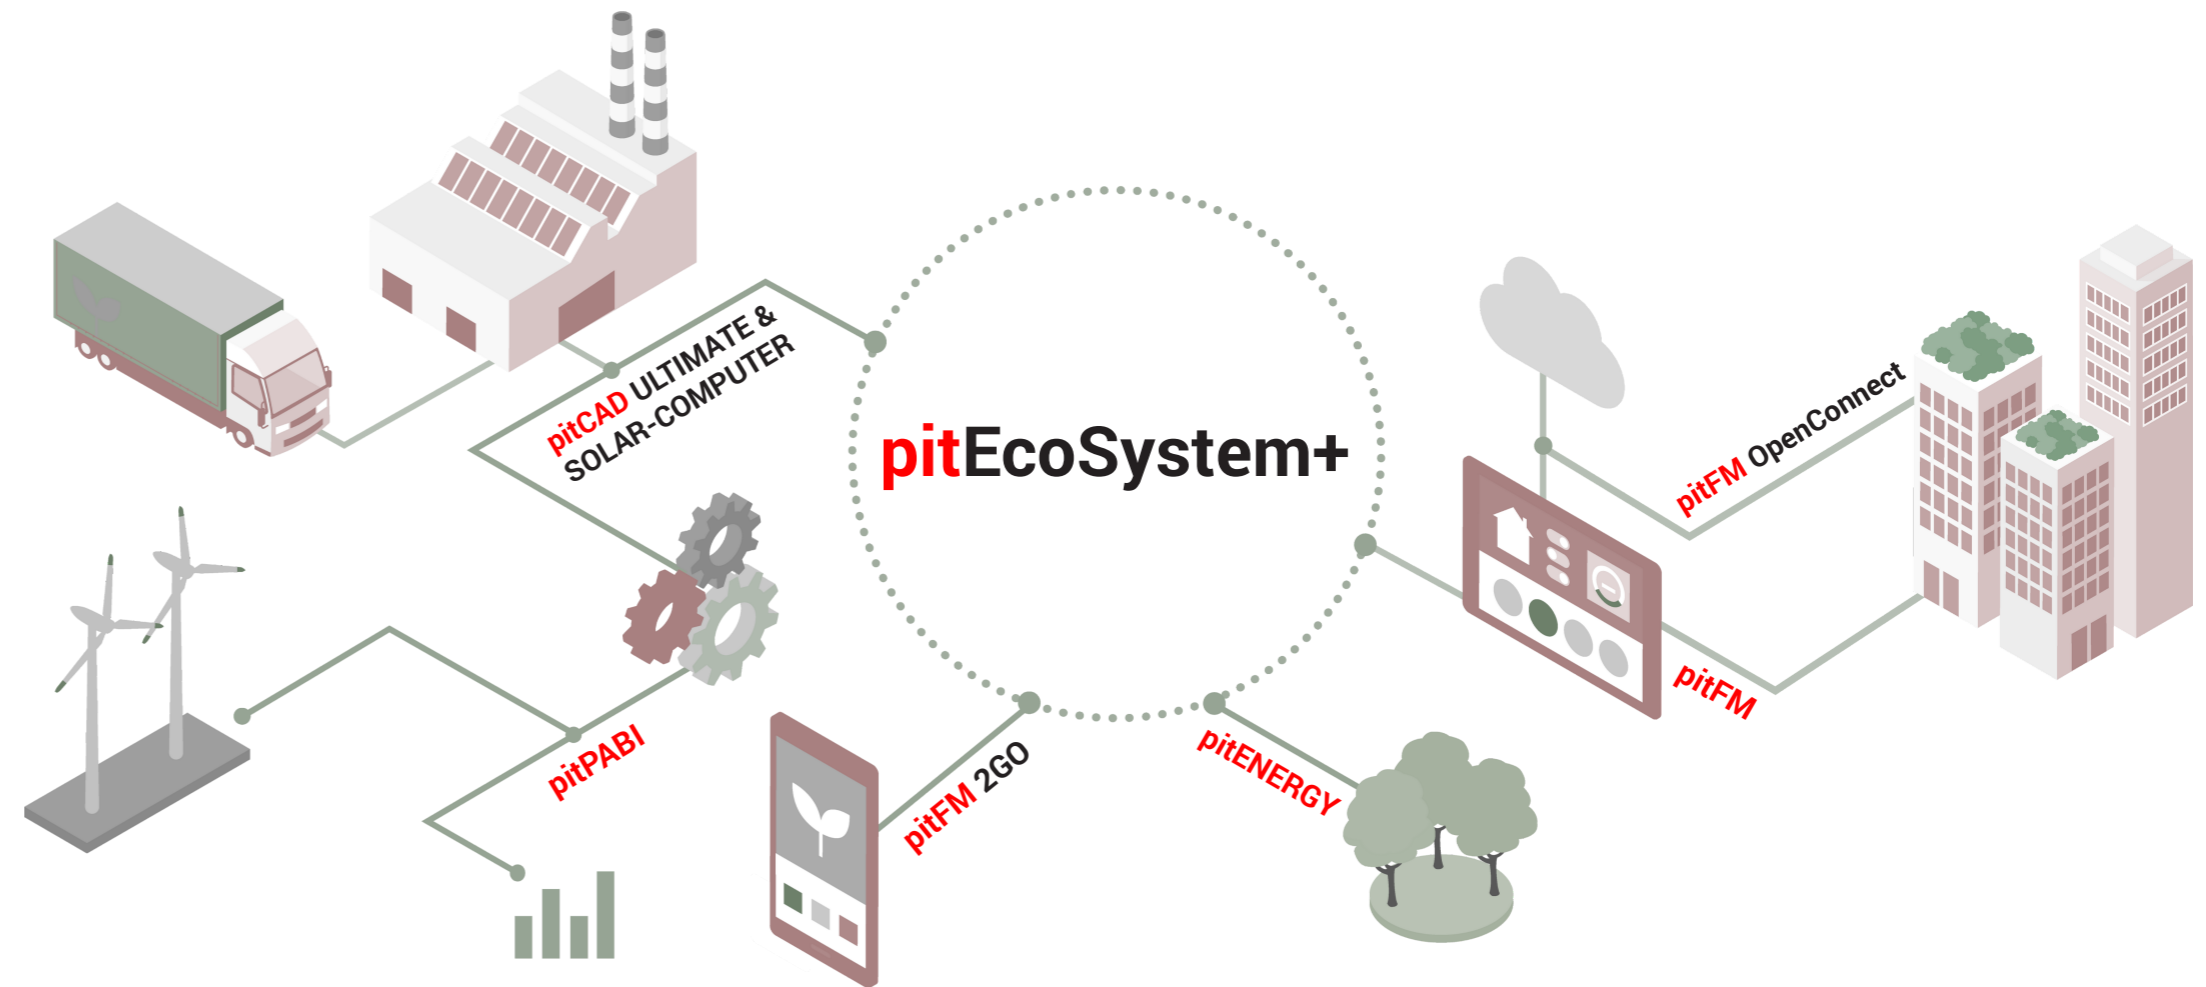 pitCAD ULTIMATE &
SOLAR-COMPUTER
pitEcoSystem+
pitFM OpenConnect
pitFM
pitPABI
pitFM 2GO
pitENERGY